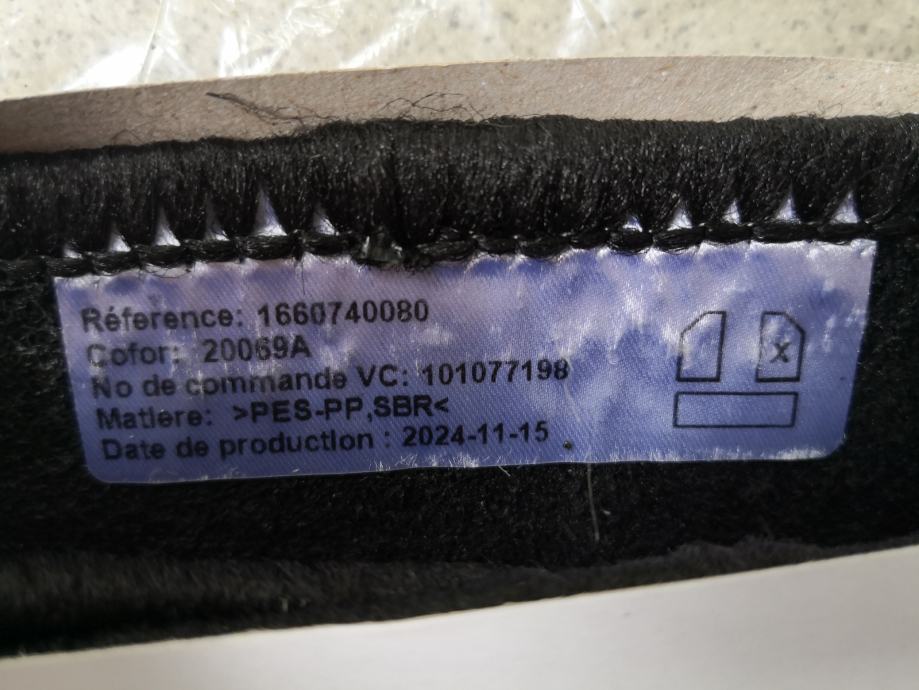 Réference: 1660740080
Cofor: 20069A
No de commande VC: 101077198
Matiere: >PES-PP,SBR<
Date de production : 2024-11-15
X